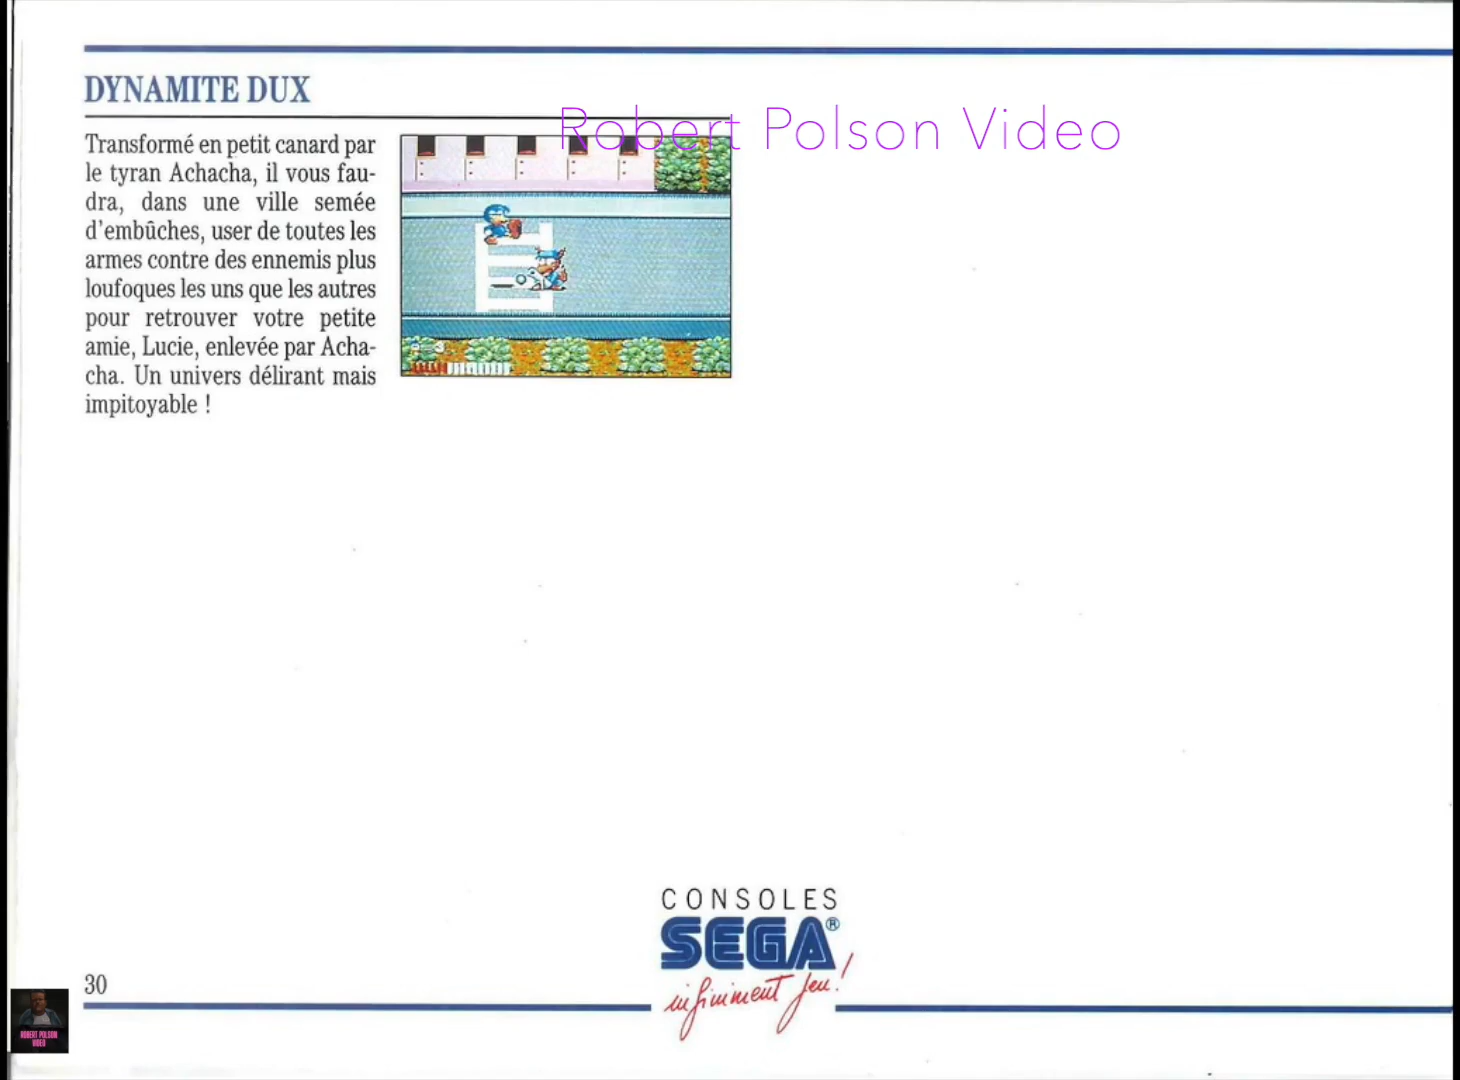 DYNAMITE DUX
Robert Polson Video
Transformé en petit canard par
le tyran Achacha, il vous fau-
dra, dans une ville semée
d'embûches, user de toutes les
armes contre des ennemis plus
loufoques les uns que les autres
pour retrouver votre petite
amie, Lucie, enlevée par Acha-
cha. Un univers délirant mais
impitoyable !
CONSOLES
SEGA®
infiniment jeu!
30
ROBERT POLSON
VIDEO